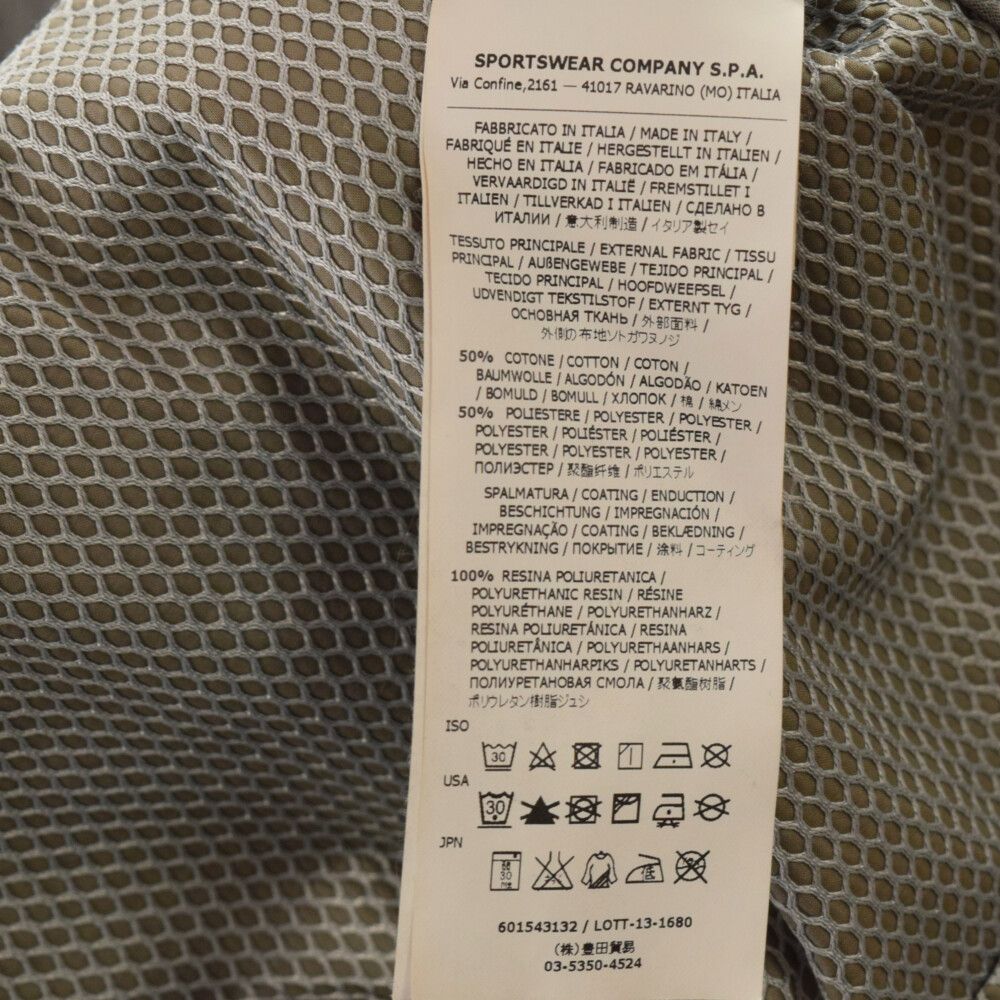 SPORTSWEAR COMPANY S.P.A.
Via Confine,2161 — 41017 RAVARINO (MO) ITALIA
FABBRICATO IN ITALIA / MADE IN ITALY /
FABRIQUÉ EN ITALIE / HERGESTELLT IN ITALIEN /
HECHO EN ITALIA / FABRICADO EM ITÁLIA /
VERVAARDIGD IN ITALIË / FREMSTILLET I
ITALIEN / TILLVERKAD I ITALIEN / СДЕЛАНО В
ИТАЛИИ / 意大利制造 / イタリア製セイ
TESSUTO PRINCIPALE / EXTERNAL FABRIC / TISSU
PRINCIPAL / AUßENGEWEBE / TEJIDO PRINCIPAL /
TECIDO PRINCIPAL / HOOFDWEEFSEL /
UDVENDIGT TEKSTILSTOF / EXTERNT TYG /
ОСНОВНАЯ ТКАНЬ / 外部面料 /
外側の布地ソトガワヌノジ
50% COTONE / COTTON / COTON /
BAUMWOLLE / ALGODÓN / ALGODÃO / KATOEN
/ BOMULD / BOMULL / ХЛОПОК / 棉 / 綿メン
50% POLIESTERE / POLYESTER / POLYESTER /
POLYESTER / POLIÉSTER / POLIÉSTER /
POLYESTER / POLYESTER / POLYESTER /
ПОЛИЭСТЕР / 聚酯纤维 / ポリエステル
SPALMATURA / COATING / ENDUCTION /
BESCHICHTUNG / IMPREGNACIÓN /
IMPREGNAÇÃO / COATING / BEKLÆDNING /
BESTRYKNING / ПОКРЫТИЕ / 涂料 / コーティング
100% RESINA POLIURETANICA /
POLYURETHANIC RESIN / RÉSINE
POLYURÉTHANE / POLYURETHANHARZ /
RESINA POLIURETÁNICA / RESINA
POLIURETÂNICA / POLYURETHAANHARS /
POLYURETHANHARPIKS / POLYURETANHARTS /
ПОЛИУРЕТАНОВАЯ СМОЛА / 聚氨酯树脂 /
ポリウレタン樹脂ジュシ
ISO
30
USA
30
JPN
30 低
601543132 / LOTT-13-1680
(株)豊田貿易
03-5350-4524